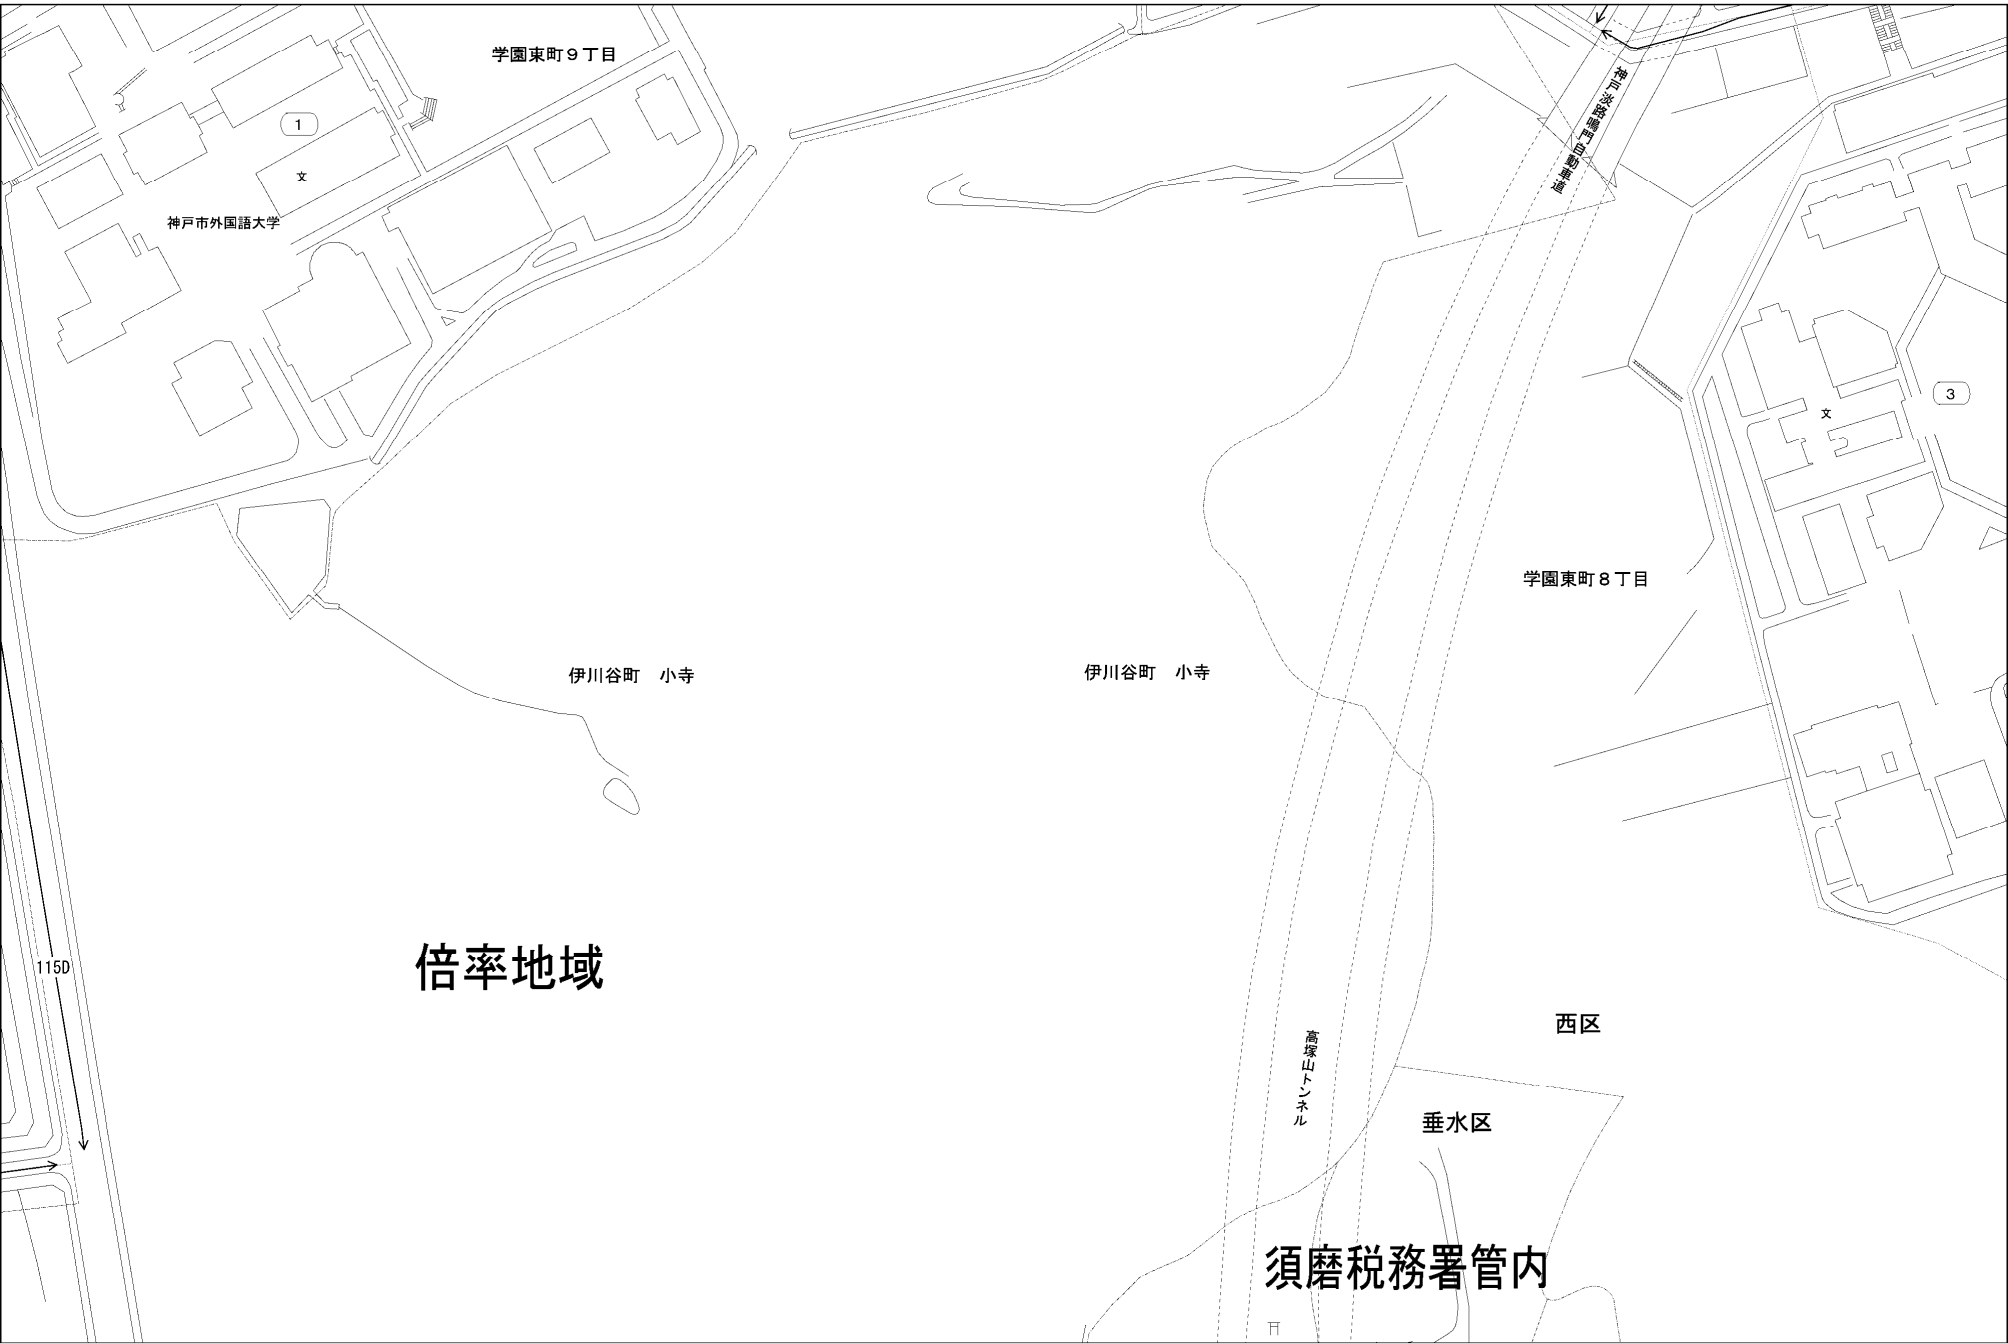 学園東町９丁目
神戸淡路鳴門自動車道
1
文
神戸市外国語大学
3
文
学園東町８丁目
伊川谷町　小寺
伊川谷町　小寺
倍率地域
115D
西区
高塚山トンネル
垂水区
須磨税務署管内